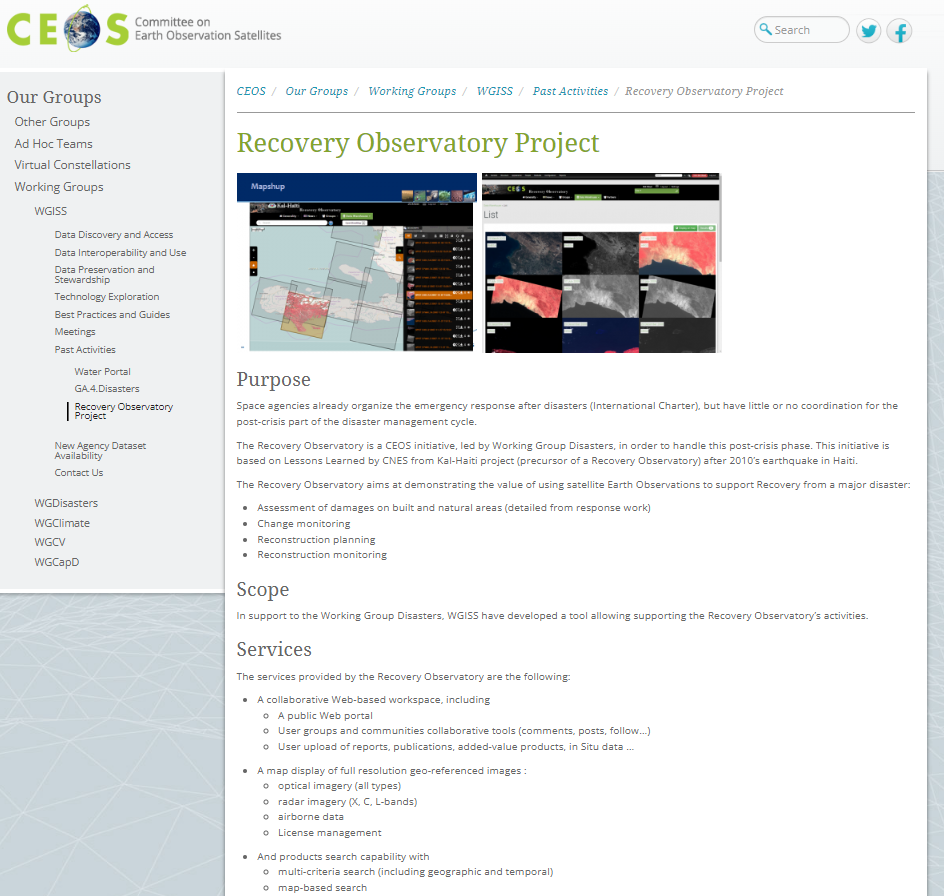 CEOS Committee on
Earth Observation Satellites
Search
Our Groups
Other Groups
Ad Hoc Teams
Virtual Constellations
Working Groups
WGISS
Data Discovery and Access
Data Interoperability and Use
Data Preservation and
Stewardship
Technology Exploration
Best Practices and Guides
Meetings
Past Activities
Water Portal
GA.4.Disasters
Recovery Observatory
Project
New Agency Dataset
Availability
Contact Us
WGDisasters
WGClimate
WGCV
WGCapD
CEOS / Our Groups / Working Groups / WGISS / Past Activities / Recovery Observatory Project
Recovery Observatory Project
Mapshup
Kal-Haiti
Recovery Observatory
CEOS
Recovery Observatory
List
Purpose
Space agencies already organize the emergency response after disasters (International Charter), but have little or no coordination for the
post-crisis part of the disaster management cycle.
The Recovery Observatory is a CEOS initiative, led by Working Group Disasters, in order to handle this post-crisis phase. This initiative is
based on Lessons Learned by CNES from Kal-Haiti project (precursor of a Recovery Observatory) after 2010's earthquake in Haiti.
The Recovery Observatory aims at demonstrating the value of using satellite Earth Observations to support Recovery from a major disaster:
• Assessment of damages on built and natural areas (detailed from response work)
• Change monitoring
• Reconstruction planning
• Reconstruction monitoring
Scope
In support to the Working Group Disasters, WGISS have developed a tool allowing supporting the Recovery Observatory's activities.
Services
The services provided by the Recovery Observatory are the following:
• A collaborative Web-based workspace, including
○ A public Web portal
○ User groups and communities collaborative tools (comments, posts, follow...)
○ User upload of reports, publications, added-value products, in Situ data ...
• A map display of full resolution geo-referenced images :
○ optical imagery (all types)
○ radar imagery (X, C, L-bands)
○ airborne data
○ License management
• And products search capability with
○ multi-criteria search (including geographic and temporal)
○ map-based search